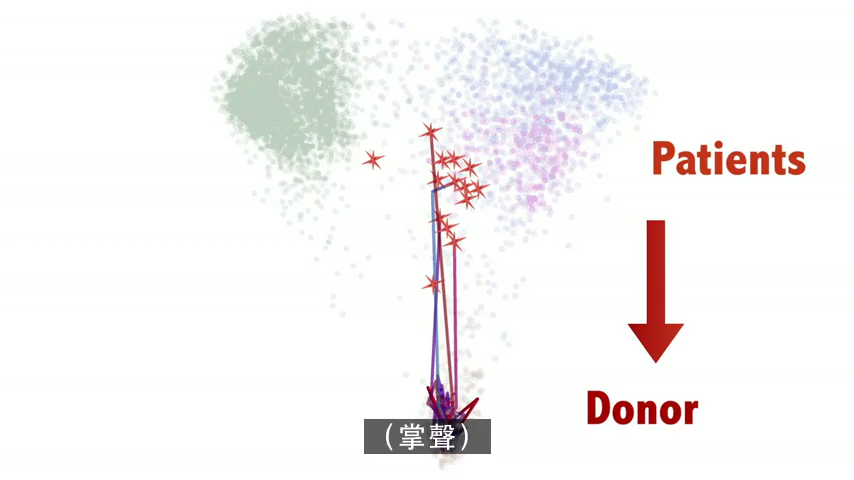 Patients
Donor
（掌聲）